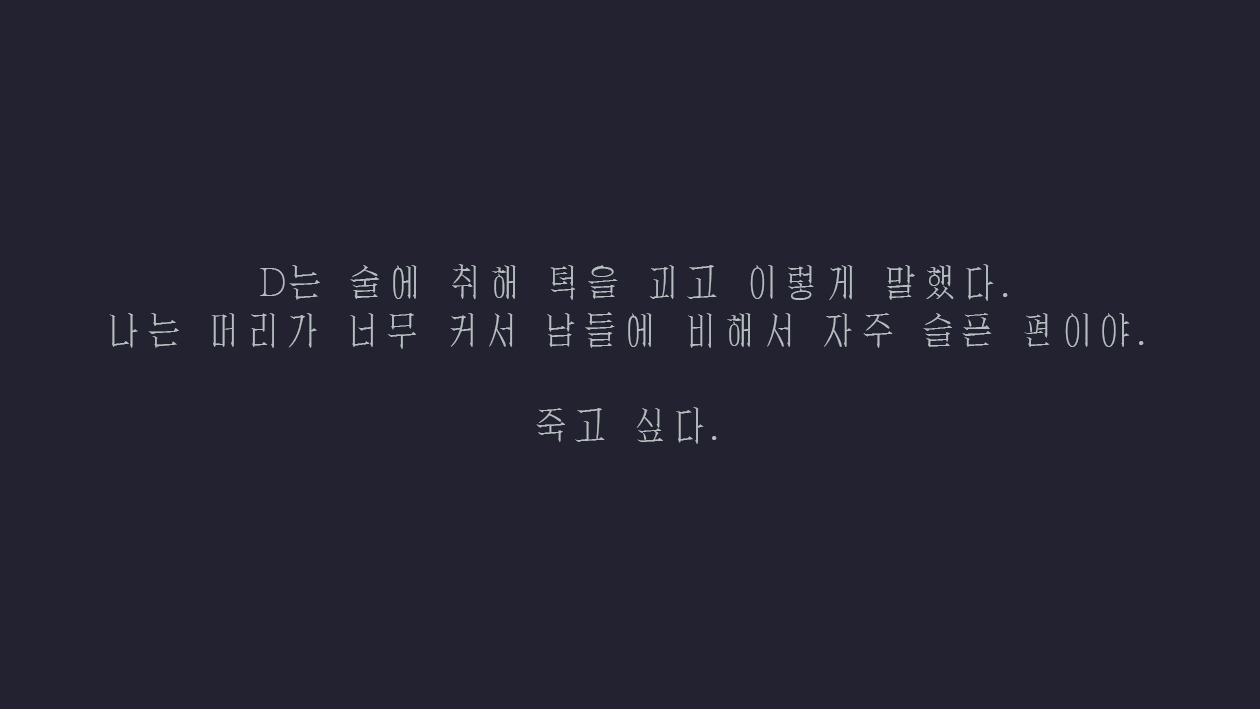 D는 술에 취해 턱을 괴고 이렇게 말했다.
나는 머리가 너무 커서 남들에 비해서 자주 슬픈 편이야.
죽고 싶다.